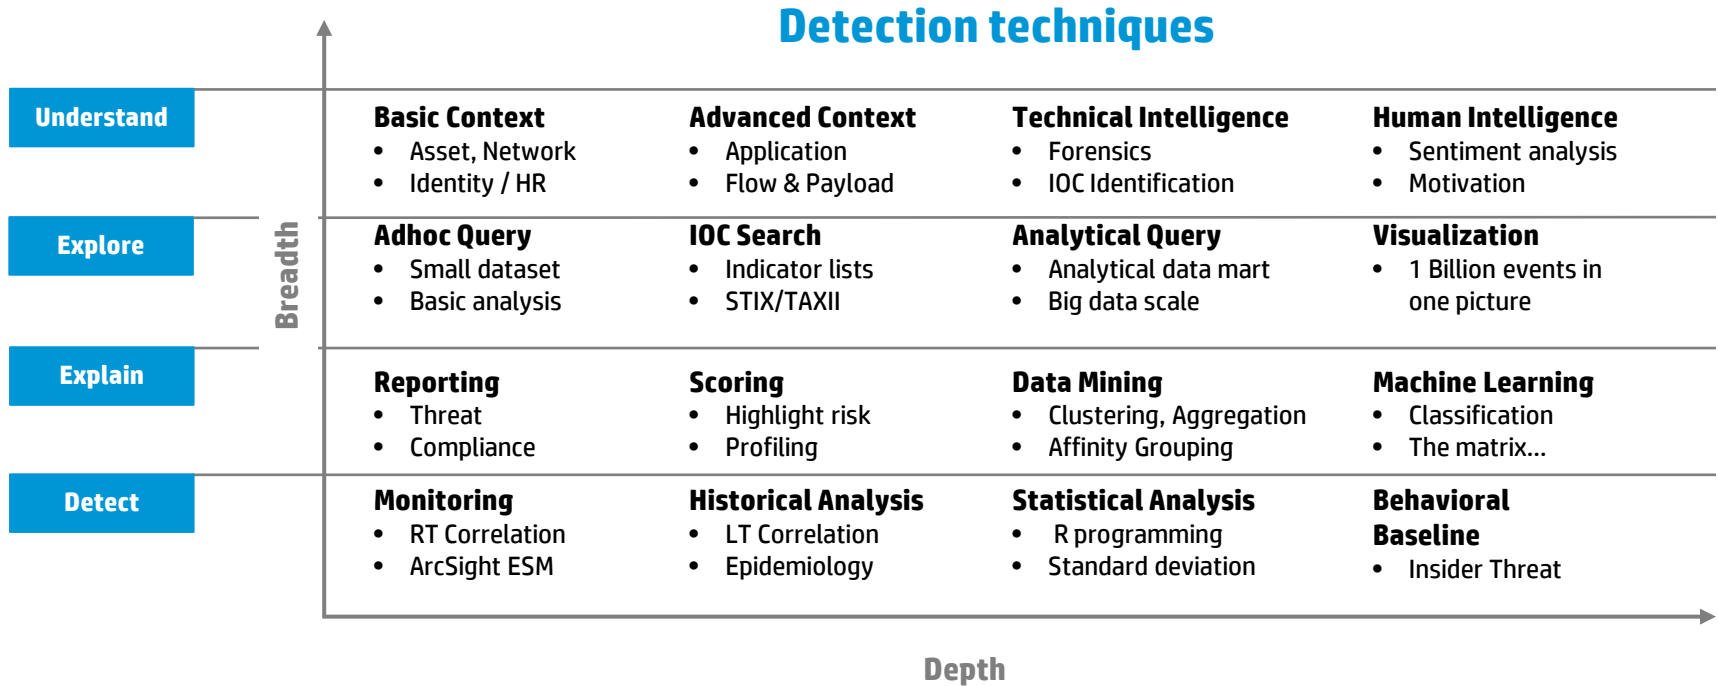 Detection techniques
Understand
Basic Context
• Asset, Network
• Identity / HR
Advanced Context
• Application
• Flow & Payload
Technical Intelligence
• Forensics
• IOC Identification
Human Intelligence
• Sentiment analysis
• Motivation
Breadth
Explore
Adhoc Query
• Small dataset
• Basic analysis
IOC Search
• Indicator lists
• STIX/TAXII
Analytical Query
• Analytical data mart
• Big data scale
Visualization
• 1 Billion events in
one picture
Explain
Reporting
• Threat
• Compliance
Scoring
• Highlight risk
• Profiling
Data Mining
• Clustering, Aggregation
• Affinity Grouping
Machine Learning
• Classification
• The matrix...
Detect
Monitoring
• RT Correlation
• ArcSight ESM
Historical Analysis
• LT Correlation
• Epidemiology
Statistical Analysis
• R programming
• Standard deviation
Behavioral
Baseline
• Insider Threat
Depth